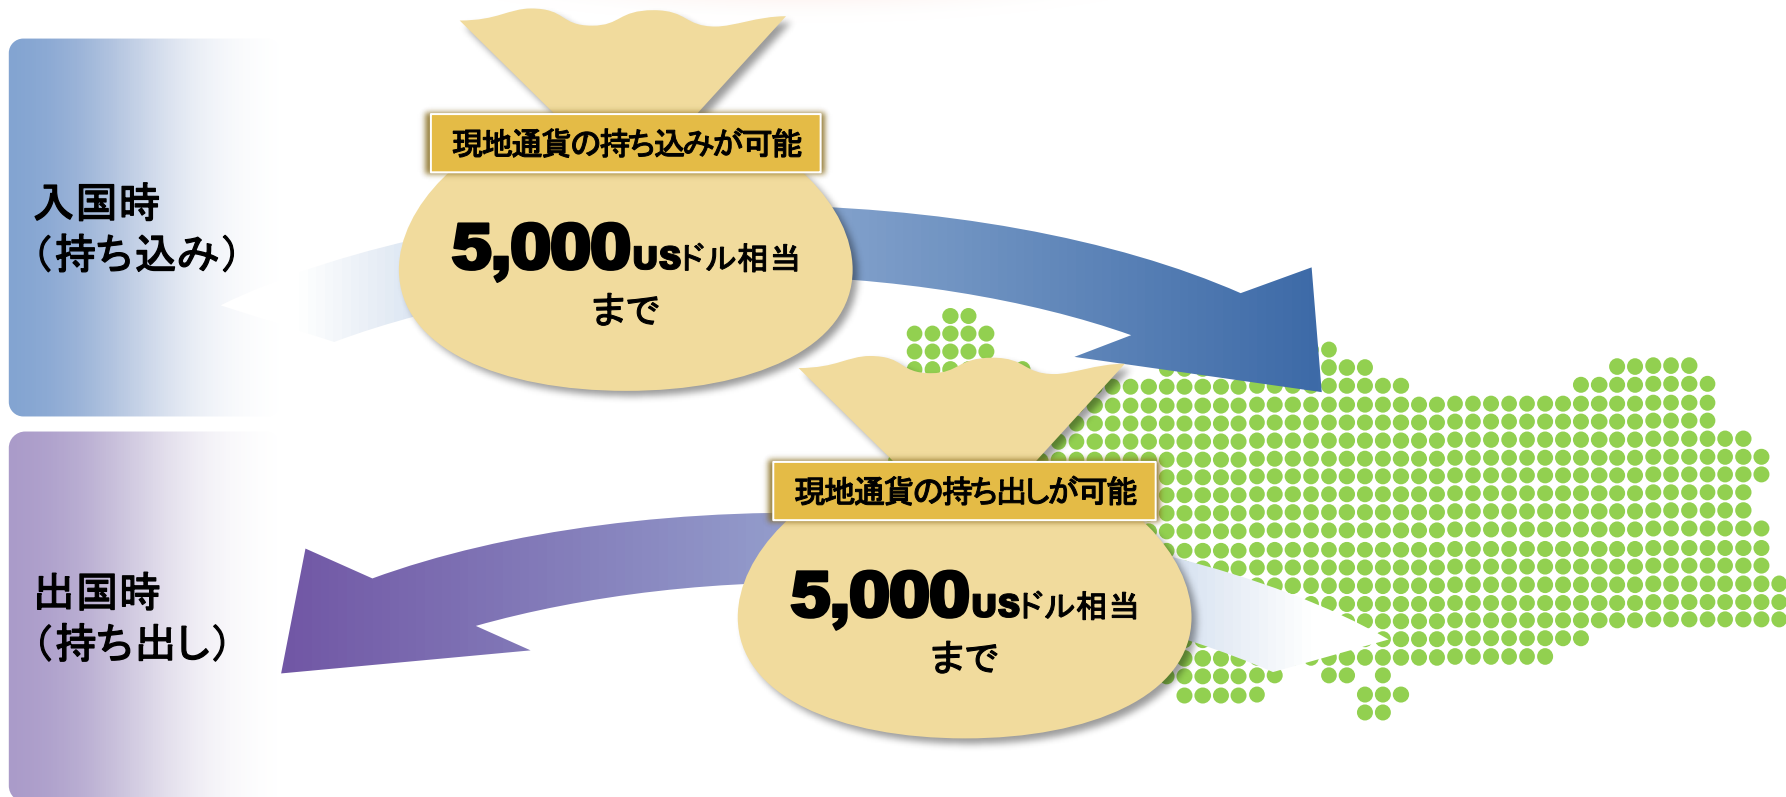 入国時
（持ち込み）
現地通貨の持ち込みが可能
5,000USドル相当
まで
出国時
（持ち出し）
現地通貨の持ち出しが可能
5,000USドル相当
まで